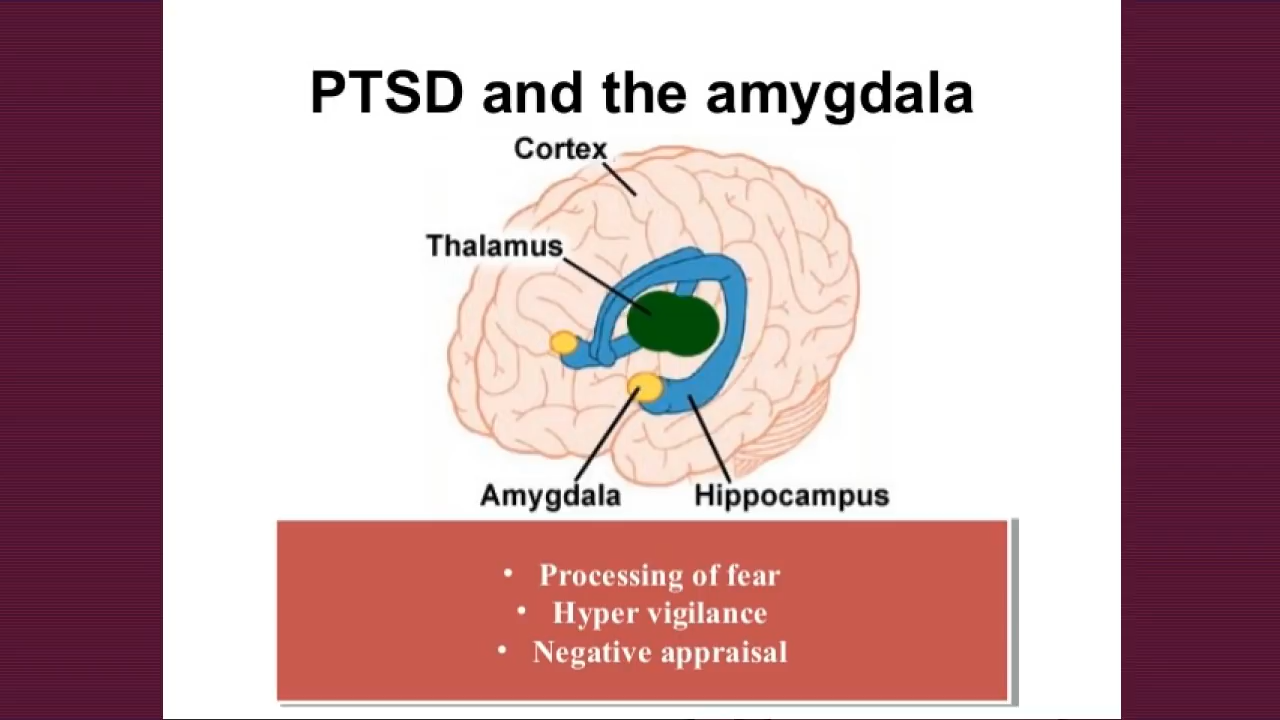 PTSD and the amygdala
Cortex
Thalamus
Amygdala
Hippocampus
• Processing of fear
• Hyper vigilance
• Negative appraisal